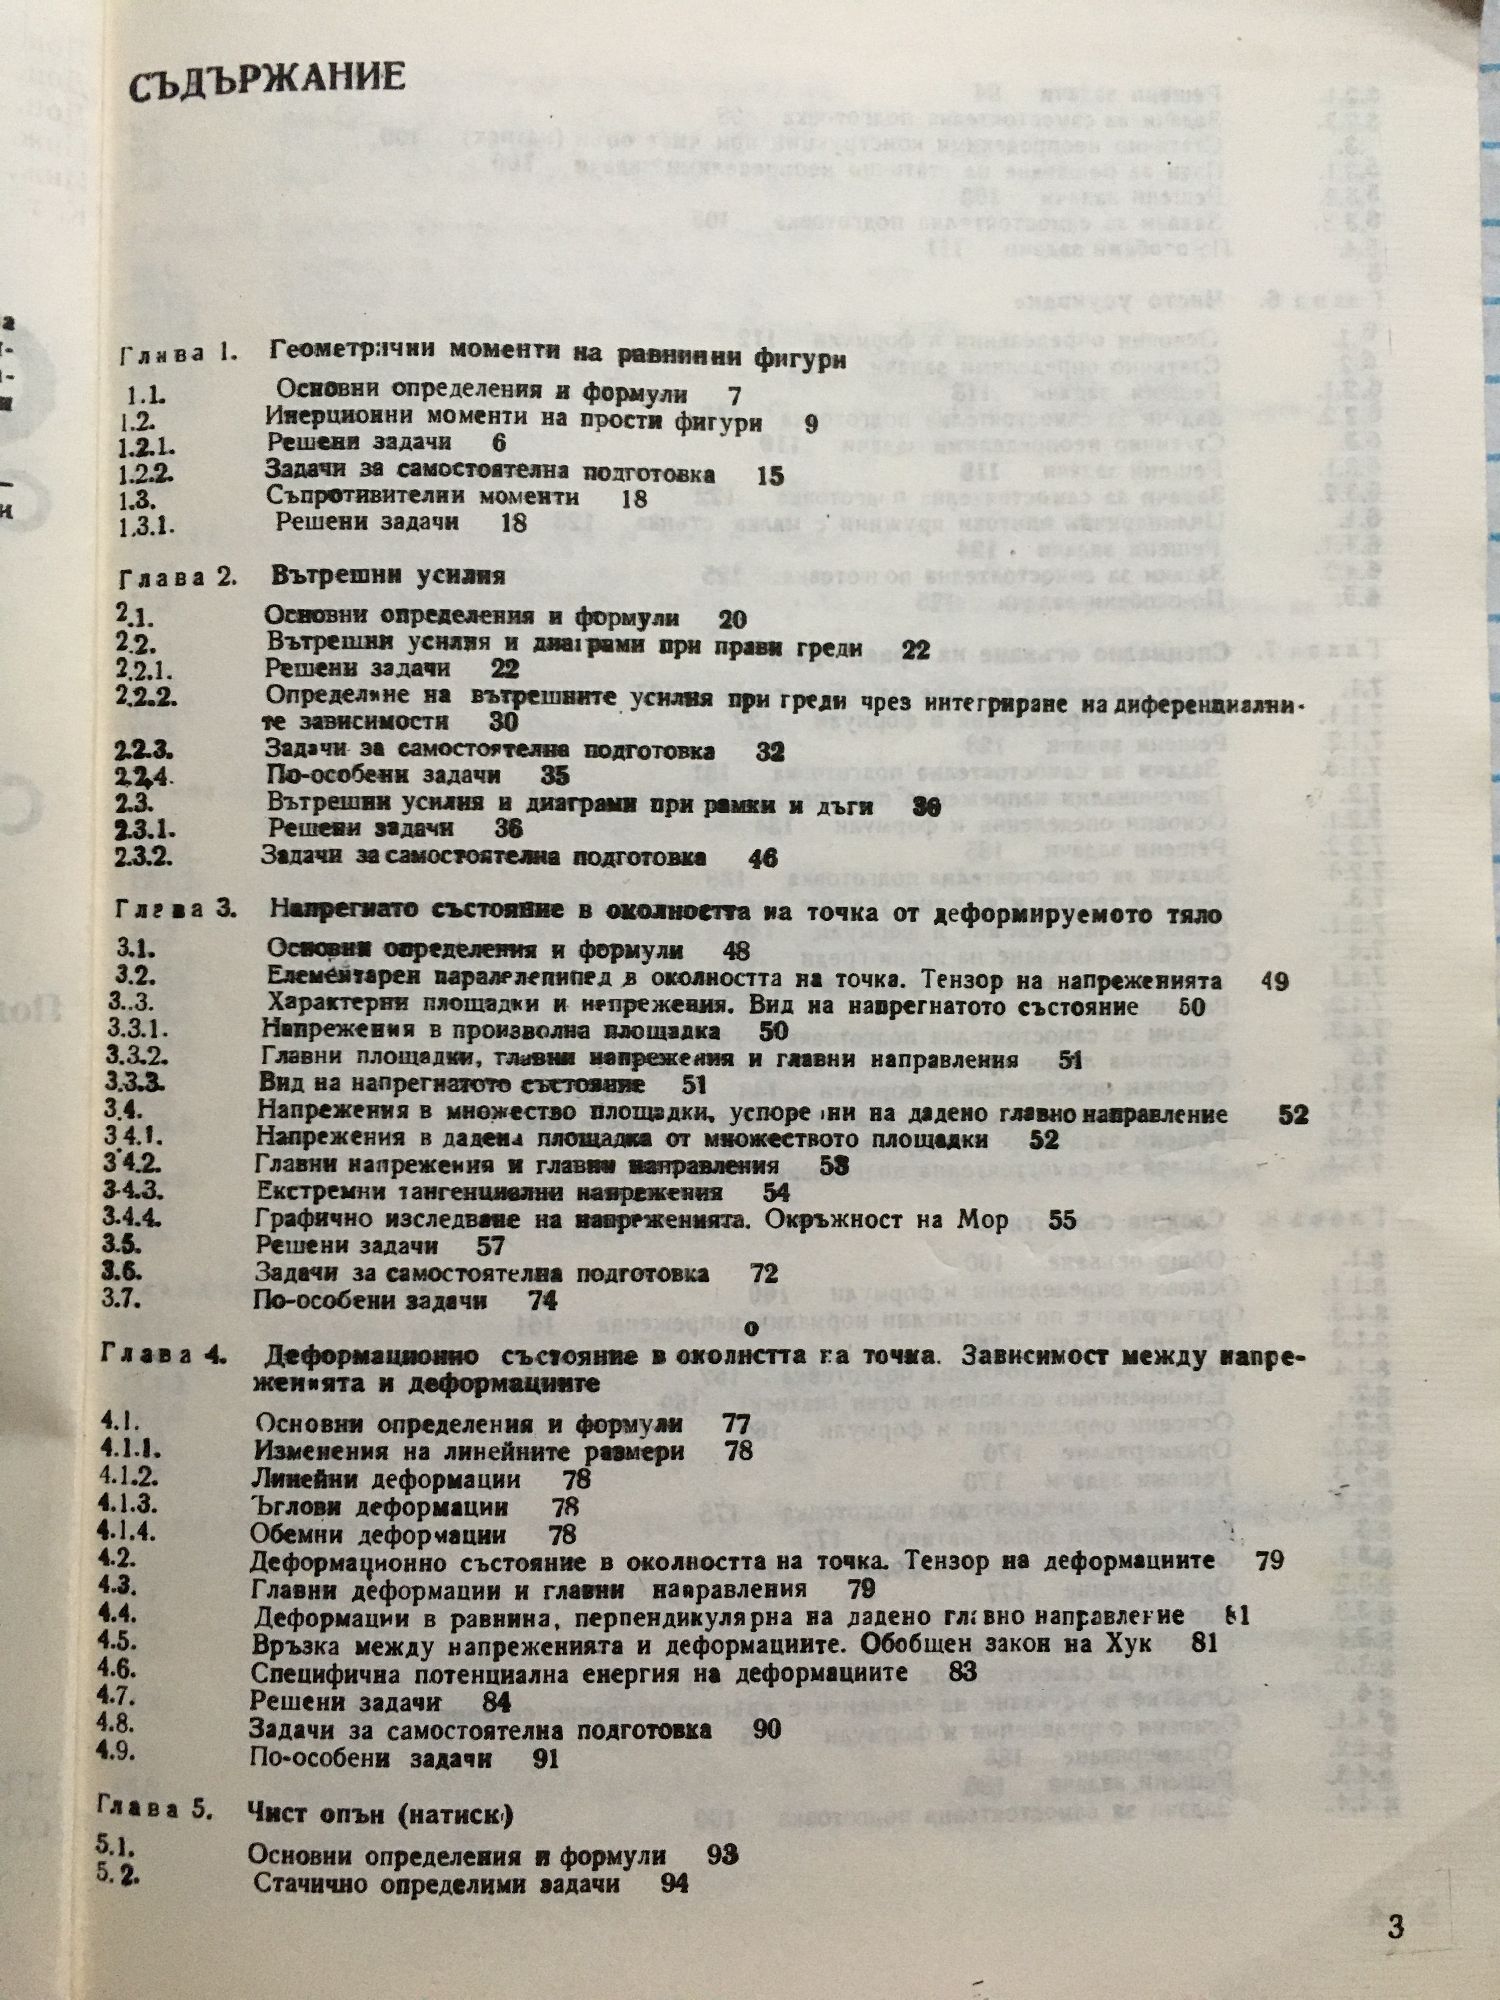 СЪДЪРЖАНИЕ
Глава 1. Геометрични моменти на равнинни фигури
1.1. Основни определения и формули 7
1.2. Инерционни моменти на прости фигури 9
1.2.1. Решени задачи 6
1.2.2. Задачи за самостоятелна подготовка 15
1.3. Съпротивителни моменти 18
1.3.1. Решени задачи 18
Глава 2. Вътрешни усилия
2.1. Основни определения и формули 20
2.2. Вътрешни усилия и диаграми при прави греди 22
2.2.1. Решени задачи 22
2.2.2. Определяне на вътрешните усилия при греди чрез интегриране на диференциални-
те зависимости 30
2.2.3. Задачи за самостоятелна подготовка 32
2.2.4. По-особени задачи 35
2.3. Вътрешни усилия и диаграми при рамки и дъги 36
2.3.1. Решени задачи 36
2.3.2. Задачи за самостоятелна подготовка 46
Глава 3. Напрегнато състояние в околността на точка от деформируемото тяло
3.1. Основни определения и формули 48
3.2. Елементарен паралелепипед в околността на точка. Тензор на напреженията 49
3..3. Характерни площадки и напрежения. Вид на напрегнатото състояние 50
3.3.1. Напрежения в произволна площадка 50
3.3.2. Главни площадки, главни напрежения и главни направления 51
3.3.3. Вид на напрегнатото състояние 51
3.4. Напрежения в множество площадки, успоредни на дадено главно направление 52
3.4.1. Напрежения в дадена площадка от множеството площадки 52
3.4.2. Главни напрежения и главни направления 53
3.4.3. Екстремни тангенциални напрежения 54
3.4.4. Графично изследване на напреженията. Окръжност на Мор 55
3.5. Решени задачи 57
3.6. Задачи за самостоятелна подготовка 72
3.7. По-особени задачи 74
о
Глава 4. Деформационно състояние в околнстта на точка. Зависимост между напре-
женията и деформациите
4.1. Основни определения и формули 77
4.1.1. Изменения на линейните размери 78
4.1.2. Линейни деформации 78
4.1.3. Ъглови деформации 78
4.1.4. Обемни деформации 78
4.2. Деформационно състояние в околността на точка. Тензор на деформациите 79
4.3. Главни деформации и главни направления 79
4.4. Деформации в равнина, перпендикулярна на дадено главно направление 81
4.5. Връзка между напреженията и деформациите. Обобщен закон на Хук 81
4.6. Специфична потенциална енергия на деформациите 83
4.7. Решени задачи 84
4.8. Задачи за самостоятелна подготовка 90
4.9. По-особени задачи 91
Глава 5. Чист опън (натиск)
5.1. Основни определения и формули 93
5.2. Стачично определими задачи 94
3